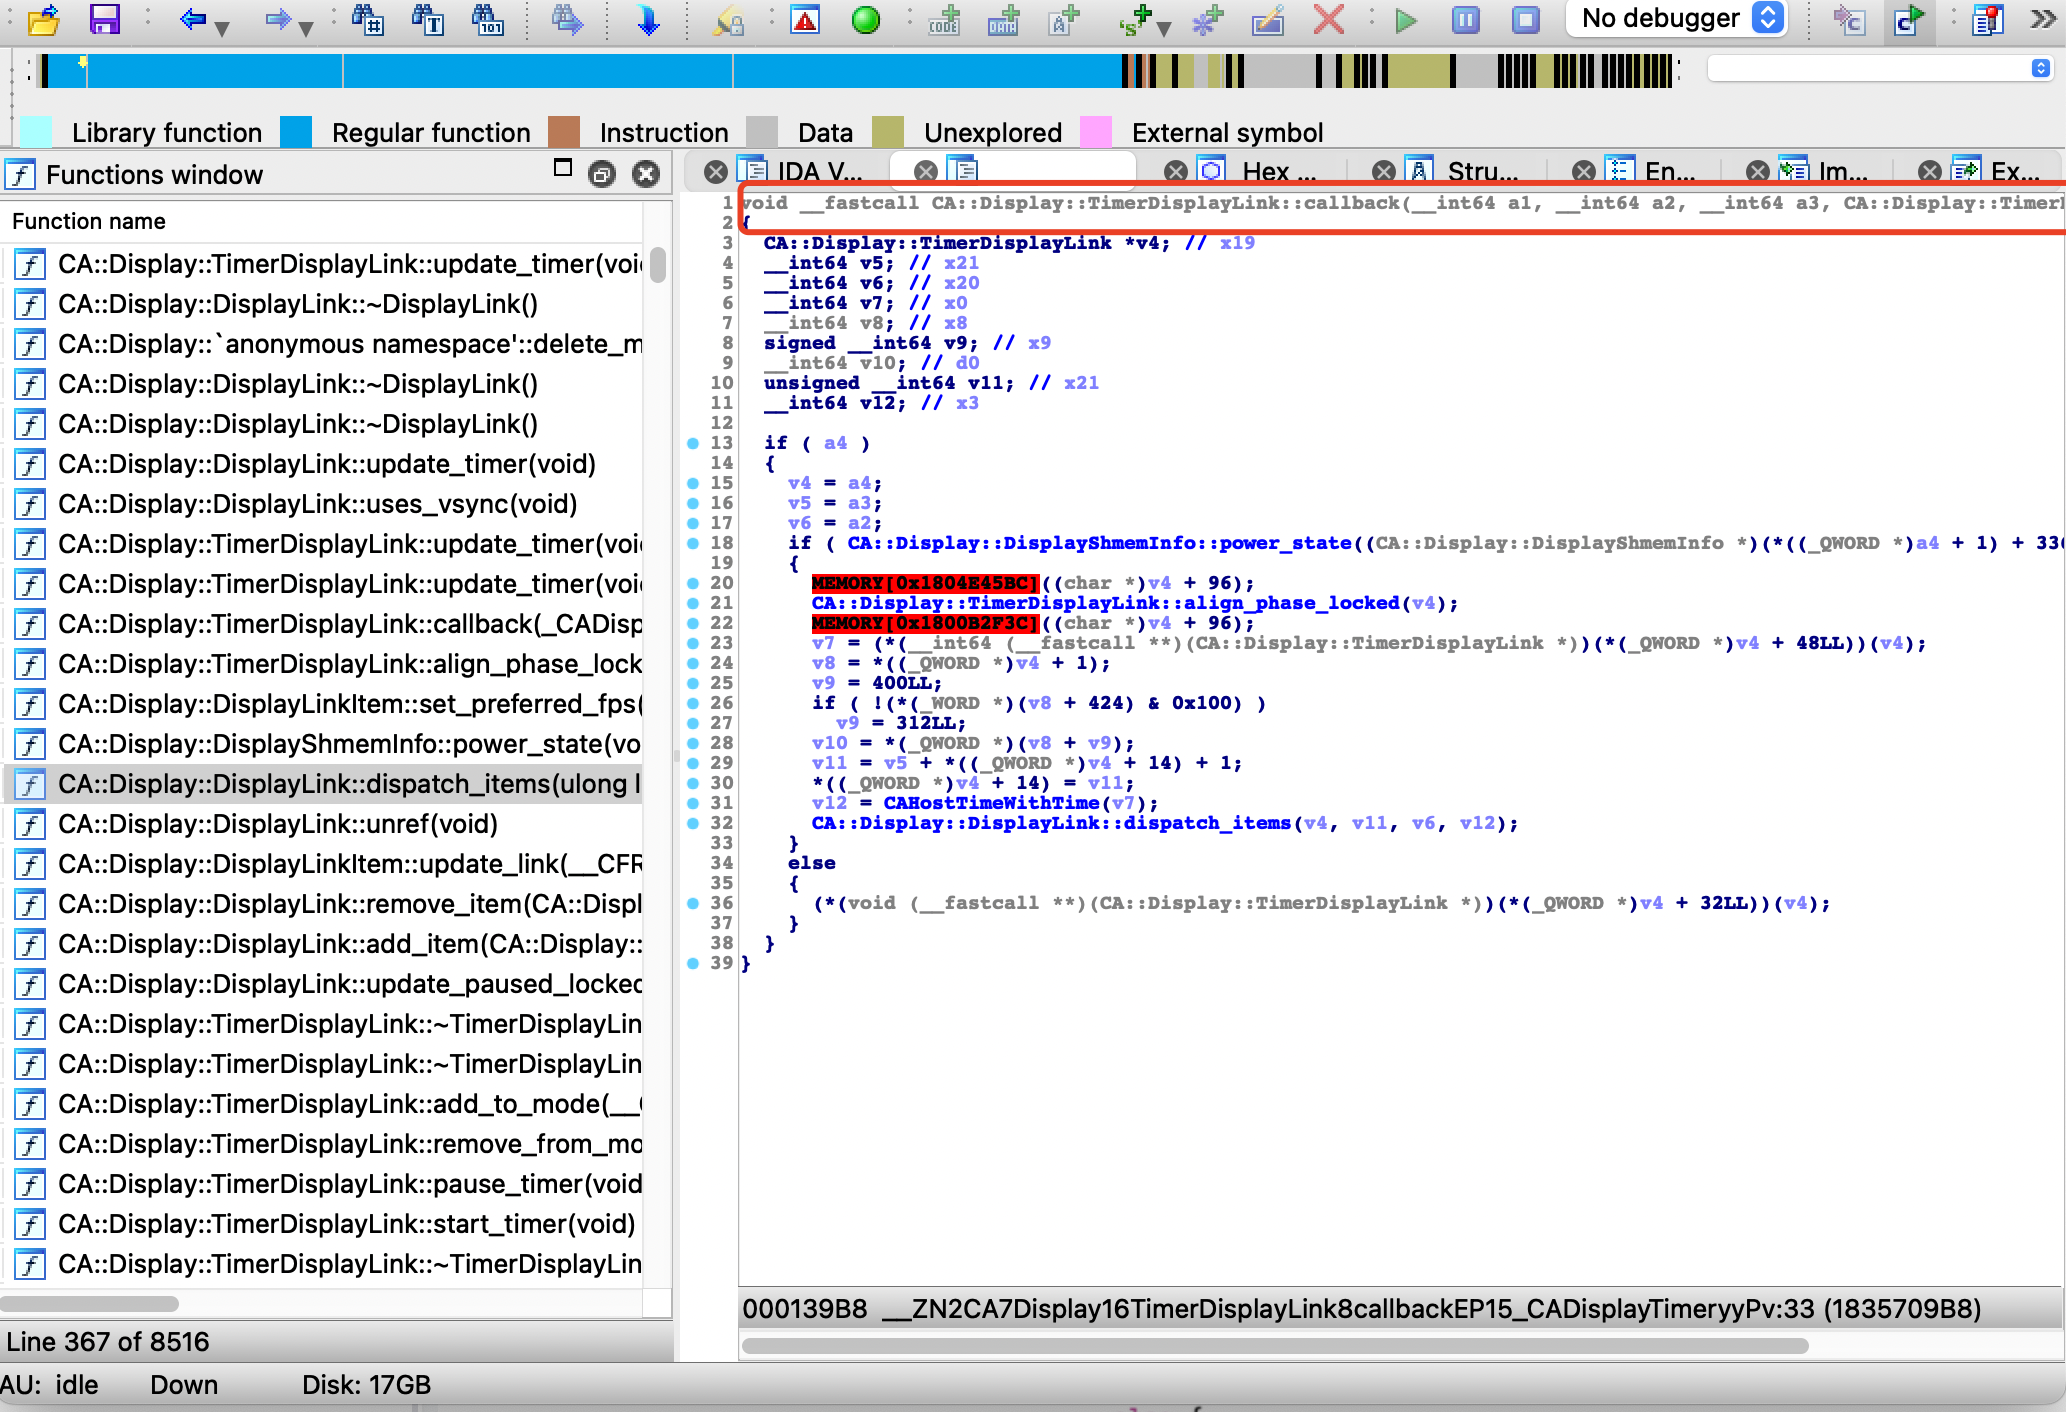 No debugger
Library function Regular function Instruction Data Unexplored External symbol
Functions window
IDA V... Hex ... Stru... En... Im... Ex...
Function name
CA::Display::TimerDisplayLink::update_timer(voi
CA::Display::DisplayLink::~DisplayLink()
CA::Display::`anonymous namespace'::delete_m
CA::Display::DisplayLink::~DisplayLink()
CA::Display::DisplayLink::~DisplayLink()
CA::Display::DisplayLink::update_timer(void)
CA::Display::DisplayLink::uses_vsync(void)
CA::Display::TimerDisplayLink::update_timer(voi
CA::Display::TimerDisplayLink::update_timer(voi
CA::Display::TimerDisplayLink::callback(_CADisp
CA::Display::TimerDisplayLink::align_phase_lock
CA::Display::DisplayLinkItem::set_preferred_fps(
CA::Display::DisplayShmemInfo::power_state(vo
CA::Display::DisplayLink::dispatch_items(ulong l
CA::Display::DisplayLink::unref(void)
CA::Display::DisplayLinkItem::update_link(__CFR
CA::Display::DisplayLink::remove_item(CA::Displ
CA::Display::DisplayLink::add_item(CA::Display::
CA::Display::DisplayLink::update_paused_locked
CA::Display::TimerDisplayLink::~TimerDisplayLin
CA::Display::TimerDisplayLink::~TimerDisplayLin
CA::Display::TimerDisplayLink::add_to_mode(__C
CA::Display::TimerDisplayLink::remove_from_mo
CA::Display::TimerDisplayLink::pause_timer(void
CA::Display::TimerDisplayLink::start_timer(void)
CA::Display::TimerDisplayLink::~TimerDisplayLin
Line 367 of 8516
1 void __fastcall CA::Display::TimerDisplayLink::callback(__int64 a1, __int64 a2, __int64 a3, CA::Display::Timer
2 {
3 CA::Display::TimerDisplayLink *v4; // x19
4 __int64 v5; // x21
5 __int64 v6; // x20
6 __int64 v7; // x0
7 __int64 v8; // x8
8 signed __int64 v9; // x9
9 __int64 v10; // d0
10 unsigned __int64 v11; // x21
11 __int64 v12; // x3
12
13 if ( a4 )
14 {
15 v4 = a4;
16 v5 = a3;
17 v6 = a2;
18 if ( CA::Display::DisplayShmemInfo::power_state((CA::Display::DisplayShmemInfo *)(*((_QWORD *)a4 + 1) + 33
19 {
20 MEMORY[0x1804E45BC]((char *)v4 + 96);
21 CA::Display::TimerDisplayLink::align_phase_locked(v4);
22 MEMORY[0x1800B2F3C]((char *)v4 + 96);
23 v7 = (*(__int64 (__fastcall **)(CA::Display::TimerDisplayLink *))(*(_QWORD *)v4 + 48LL))(v4);
24 v8 = *((_QWORD *)v4 + 1);
25 v9 = 400LL;
26 if ( !(*(_WORD *)(v8 + 424) & 0x100) )
27 v9 = 312LL;
28 v10 = *(_QWORD *)(v8 + v9);
29 v11 = v5 + *((_QWORD *)v4 + 14) + 1;
30 *((_QWORD *)v4 + 14) = v11;
31 v12 = CAHostTimeWithTime(v7);
32 CA::Display::DisplayLink::dispatch_items(v4, v11, v6, v12);
33 }
34 else
35 {
36 (*(void (__fastcall **)(CA::Display::TimerDisplayLink *))(*(_QWORD *)v4 + 32LL))(v4);
37 }
38 }
39 }
000139B8 __ZN2CA7Display16TimerDisplayLink8callbackEP15_CADisplayTimeryyPv:33 (1835709B8)
AU: idle Down Disk: 17GB